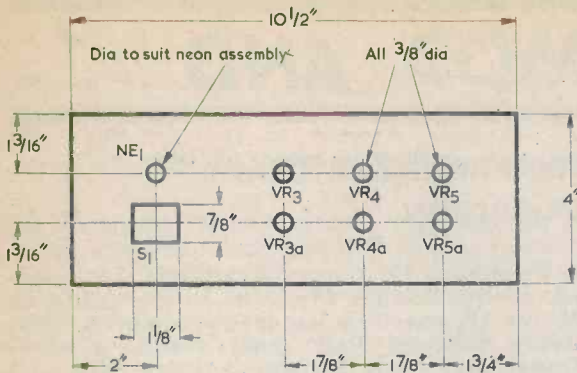 10 1/2"
Dia to suit neon assembly
All 3/8" dia
1 3/16"
NE1
VR3
VR4
VR5
4"
7/8"
1 3/16"
S1
VR3a
VR4a
VR5a
1 1/8"
2"
1 7/8"
1 7/8"
1 3/4"